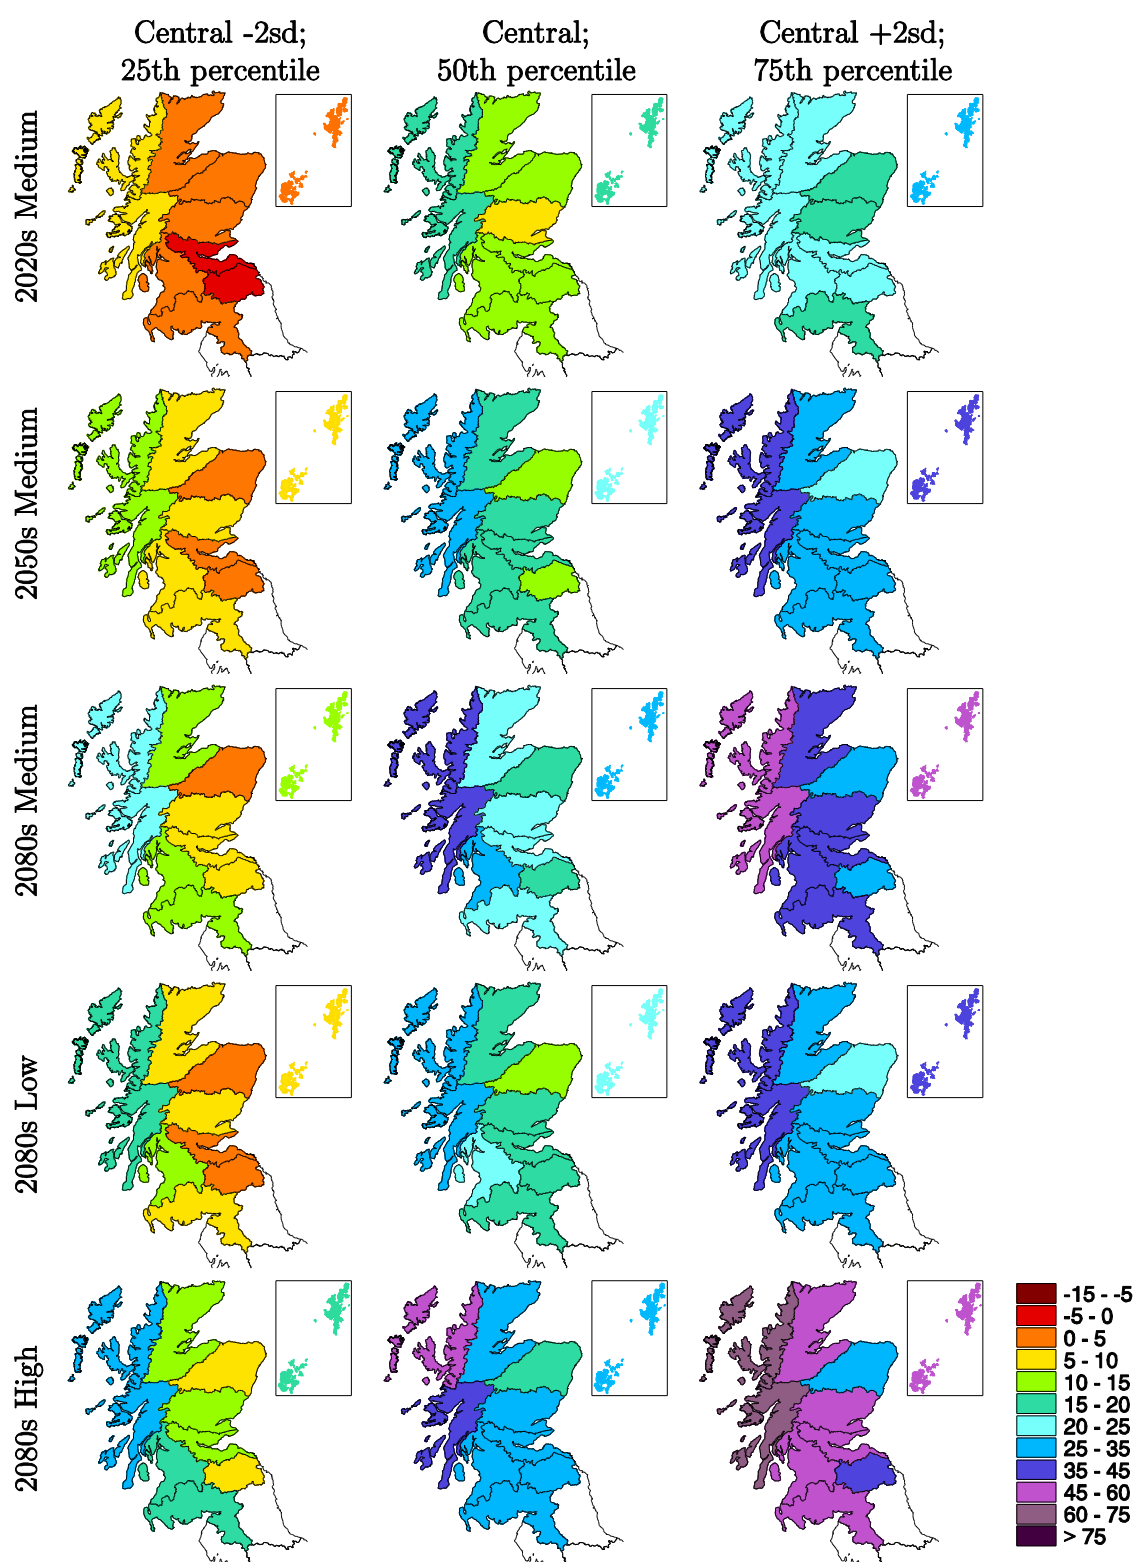 Central -2sd;
25th percentile
Central;
50th percentile
Central +2sd;
75th percentile
2020s Medium
2050s Medium
2080s Medium
2080s Low
2080s High
-15 - -5
-5 - 0
0 - 5
5 - 10
10 - 15
15 - 20
20 - 25
25 - 35
35 - 45
45 - 60
60 - 75
> 75